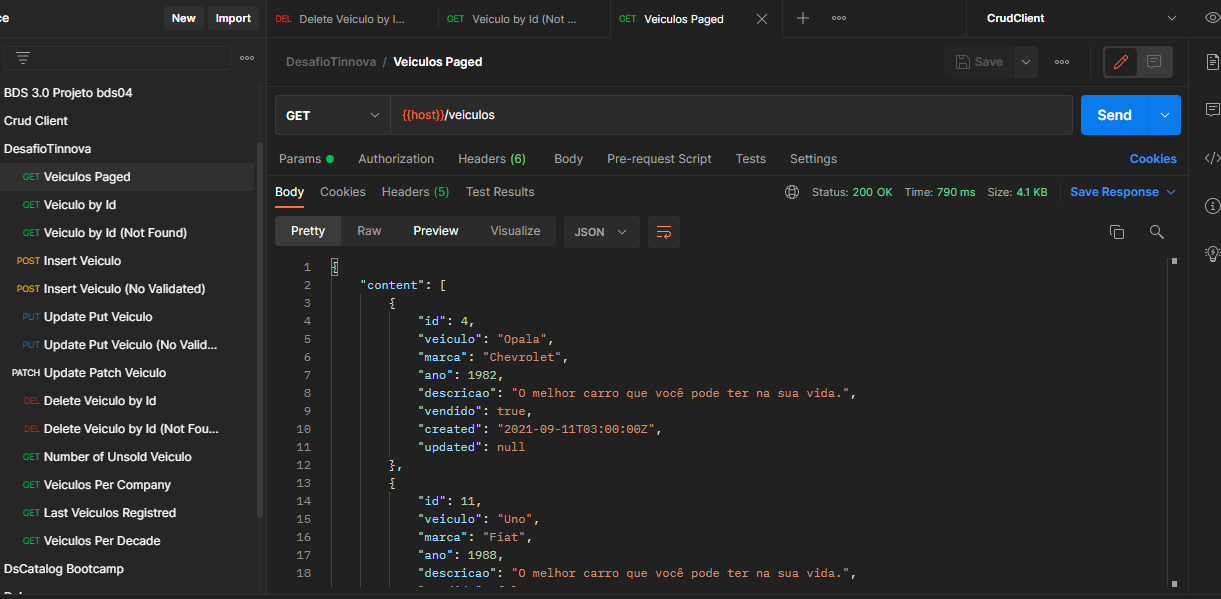 ce
New
Import
DEL Delete Veiculo by I...
GET Veiculo by Id (Not ...
GET Veiculos Paged
CrudClient
DesafioTinnova / Veiculos Paged
Save
BDS 3.0 Projeto bds04
Crud Client
DesafioTInnova
GET Veiculos Paged
GET Veiculo by Id
GET Veiculo by Id (Not Found)
POST Insert Veiculo
POST Insert Veiculo (No Validated)
PUT Update Put Veiculo
PUT Update Put Veiculo (No Valid...
PATCH Update Patch Veiculo
DEL Delete Veiculo by Id
DEL Delete Veiculo by Id (Not Fou...
GET Number of Unsold Veiculo
GET Veiculos Per Company
GET Last Veiculos Registred
GET Veiculos Per Decade
DsCatalog Bootcamp
GET
{{host}}/veiculos
Send
Params
Authorization
Headers (6)
Body
Pre-request Script
Tests
Settings
Cookies
Body
Cookies
Headers (5)
Test Results
Status: 200 OK
Time: 790 ms
Size: 4.1 KB
Save Response
Pretty
Raw
Preview
Visualize
JSON
1 {
2 "content": [
3 {
4 "id": 4,
5 "veiculo": "Opala",
6 "marca": "Chevrolet",
7 "ano": 1982,
8 "descricao": "O melhor carro que você pode ter na sua vida.",
9 "vendido": true,
10 "created": "2021-09-11T03:00:00Z",
11 "updated": null
12 },
13 {
14 "id": 11,
15 "veiculo": "Uno",
16 "marca": "Fiat",
17 "ano": 1988,
18 "descricao": "O melhor carro que você pode ter na sua vida.",